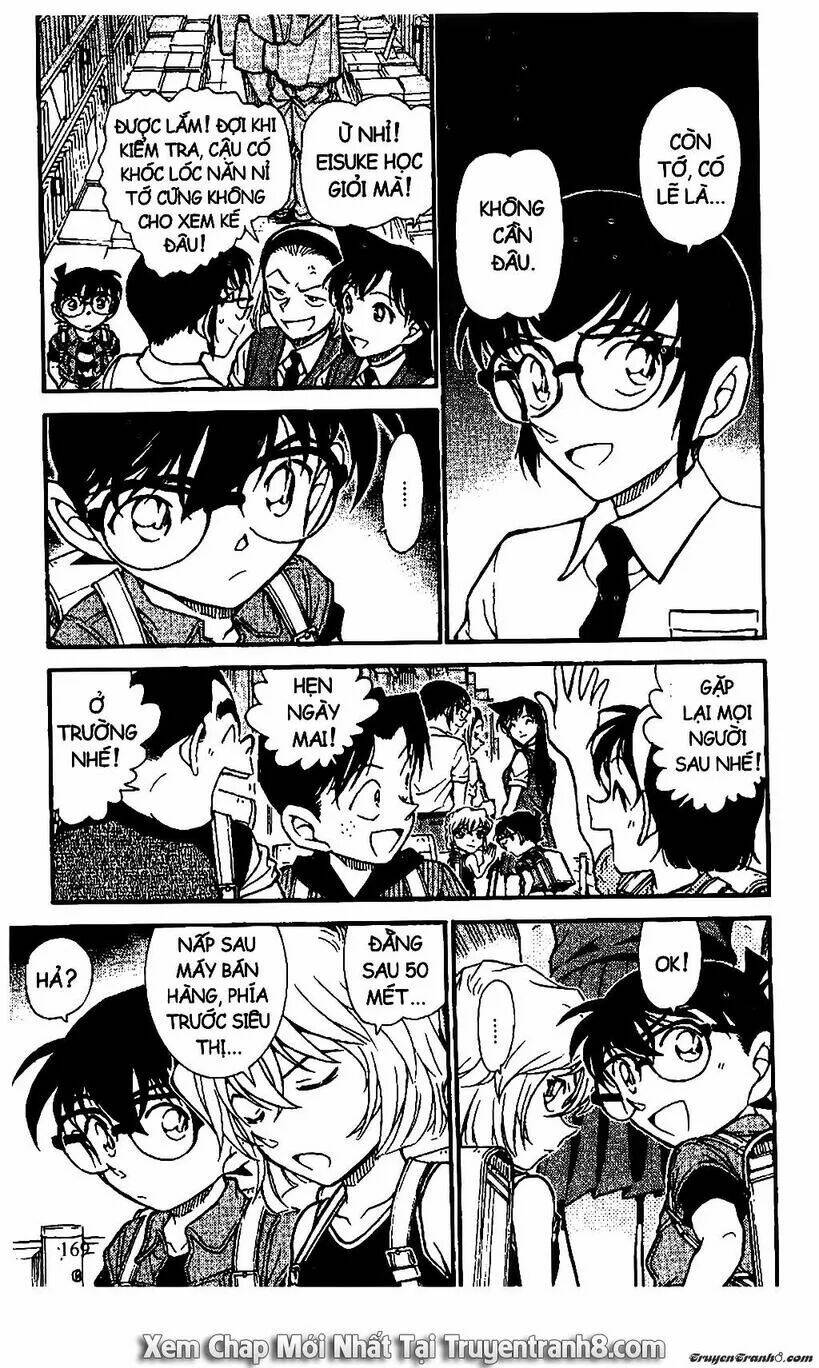 CÒN
TỚ, CÓ
LẼ LÀ...
KHÔNG
CẦN
ĐÂU.
Ừ NHỈ!
EISUKE HỌC
GIỎI MÀ!
ĐƯỢC LẮM! ĐỢI KHI
KIỂM TRA, CẬU CÓ
KHÓC LÓC NĂN NỈ
TỚ CŨNG KHÔNG
CHO XEM KÉ
ĐÂU!
......
GẶP
LẠI MỌI
NGƯỜI
SAU NHÉ!
HẸN
NGÀY
MAI!
Ở
TRƯỜNG
NHÉ!
OK!
......
ĐẰNG
SAU 50
MÉT...
NẤP SAU
MÁY BÁN
HÀNG, PHÍA
TRƯỚC SIÊU
THỊ...
HẢ?
169
Xem Chap Mới Nhất Tại Truyentranh8.com
TruyenTranh8.com